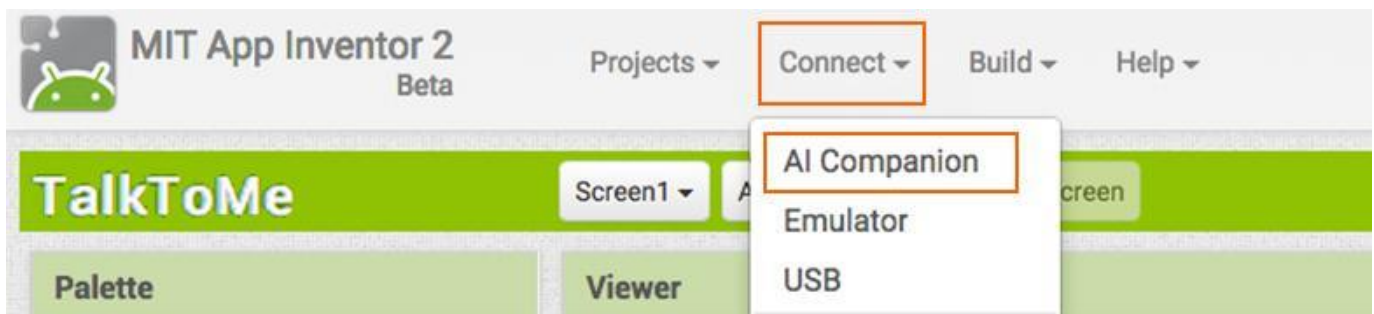 MIT App Inventor 2
Beta
Projects Connect Build Help
TalkToMe
Screen1 A creen
AI Companion
Emulator
USB
Palette
Viewer